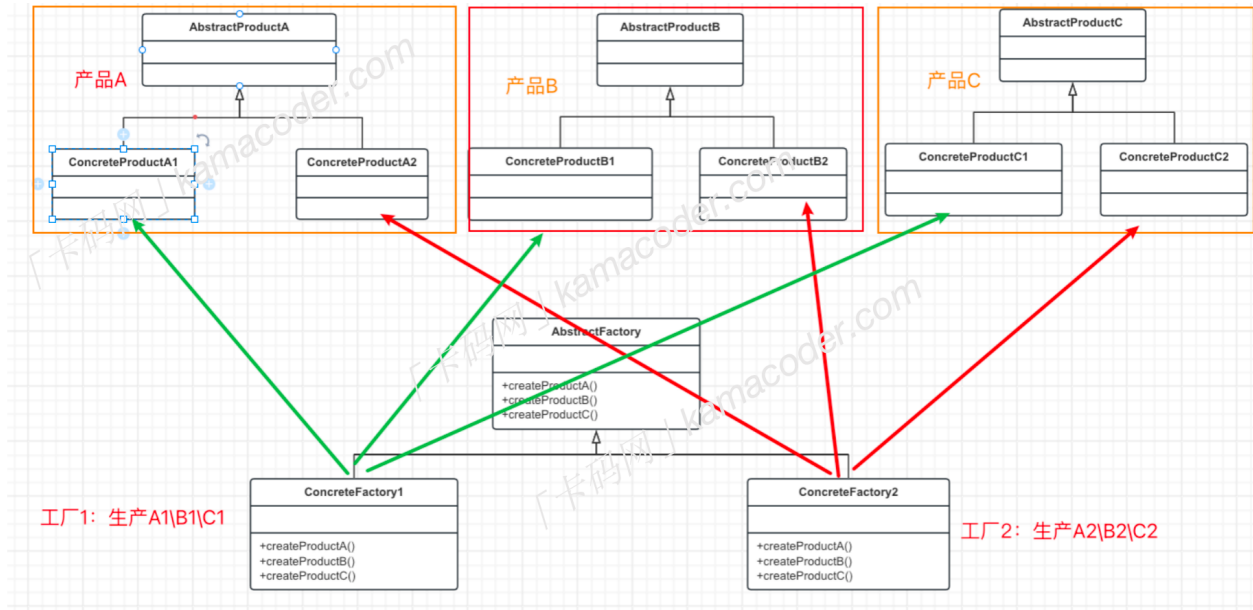 AbstractProductA
AbstractProductB
AbstractProductC
产品A
产品B
产品C
ConcreteProductA1
ConcreteProductA2
ConcreteProductB1
ConcreteProductB2
ConcreteProductC1
ConcreteProductC2
「卡码网」kamacoder.com
「卡码网」kamacoder.com
「卡码网」kamacoder.com
AbstractFactory
+createProductA()
+createProductB()
+createProductC()
ConcreteFactory1
ConcreteFactory2
工厂1：生产A1\B1\C1
工厂2：生产A2\B2\C2
+createProductA()
+createProductB()
+createProductC()
+createProductA()
+createProductB()
+createProductC()